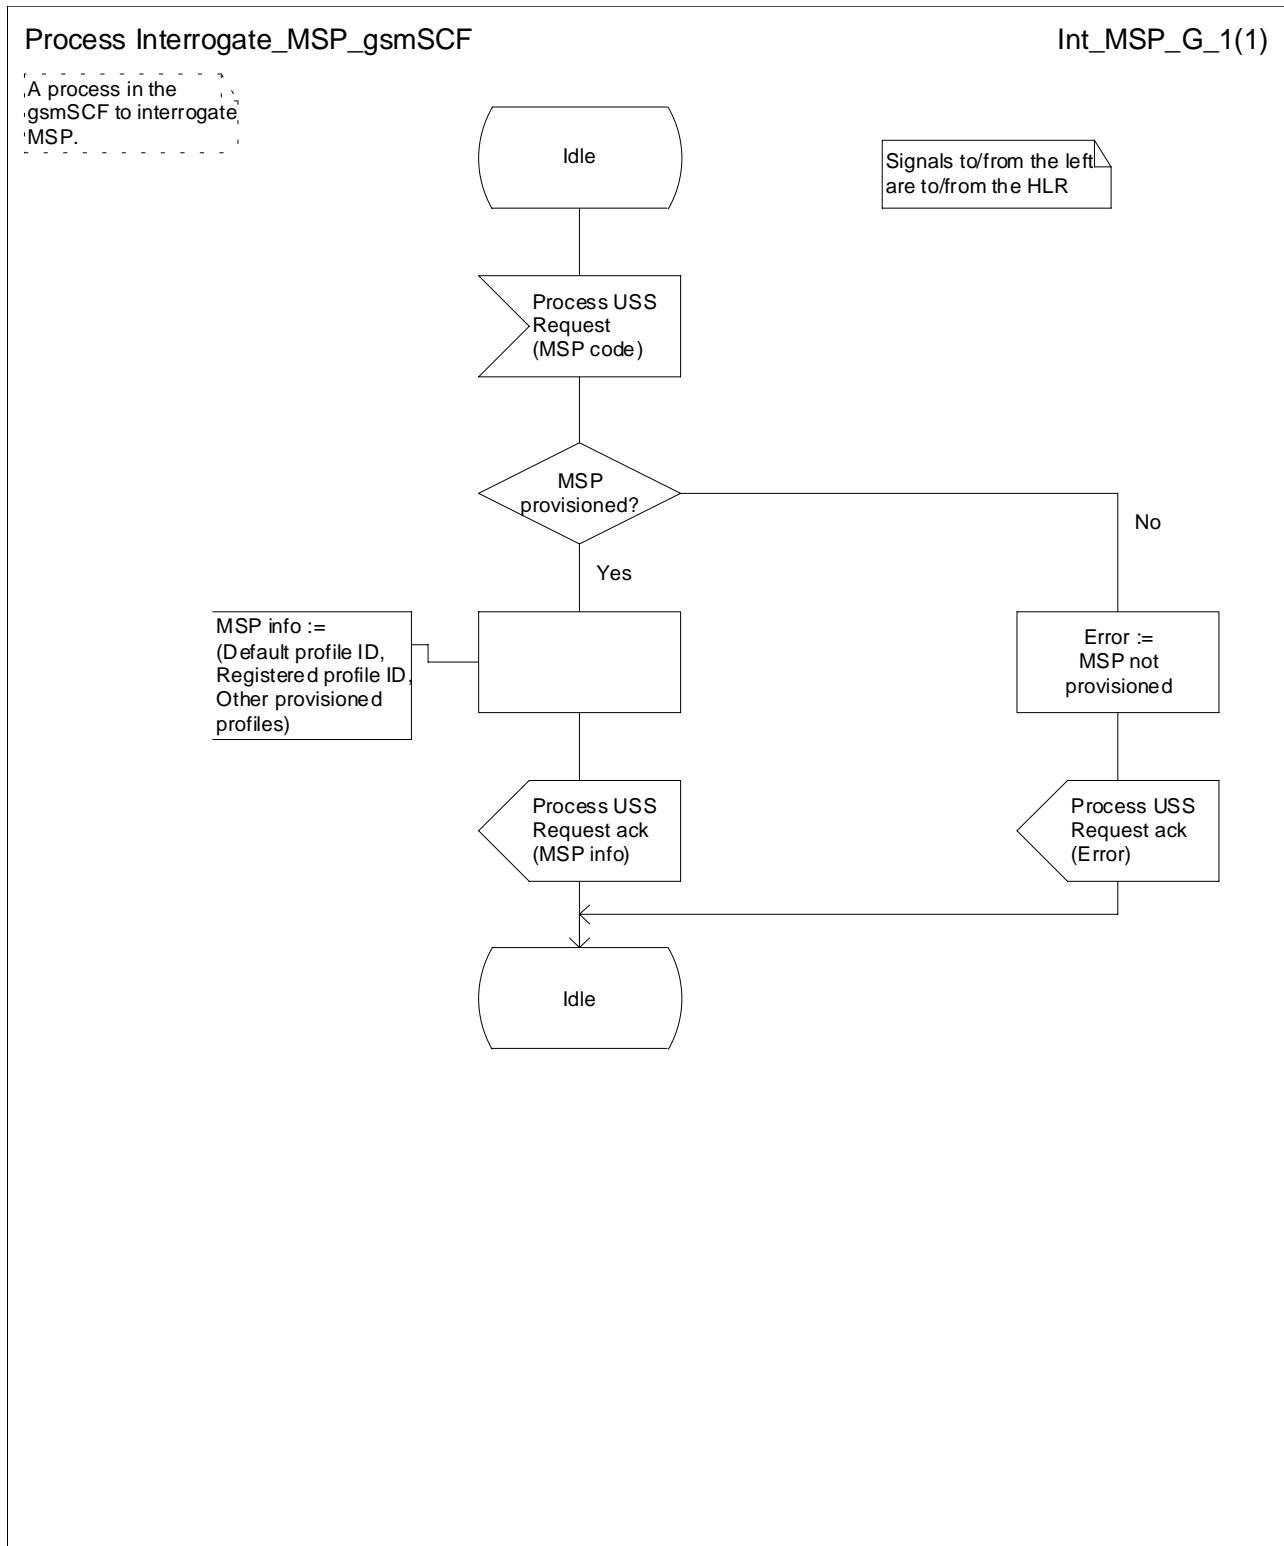 Process Interrogate_MSP_gsmSCF
Int_MSP_G_1(1)
A process in the
gsmSCF to interrogate
MSP.
Idle
Signals to/from the left
are to/from the HLR
Process USS
Request
(MSP code)
MSP
provisioned?
No
Yes
MSP info :=
(Default profile ID,
Registered profile ID,
Other provisioned
profiles)
Error :=
MSP not
provisioned
Process USS
Request ack
(MSP info)
Process USS
Request ack
(Error)
Idle